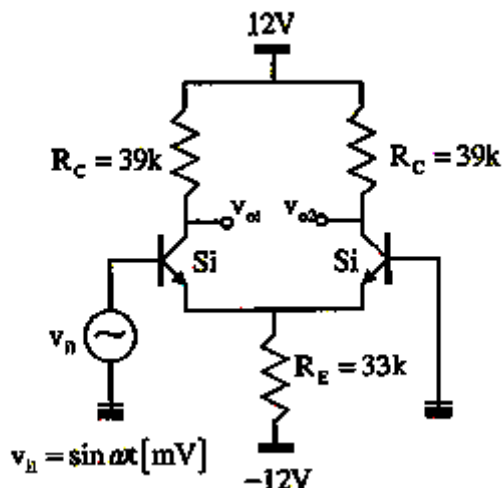 12V
R_C = 39k
R_C = 39k
v_o1
v_o2
Si
Si
v_i1
R_E = 33k
v_i1 = sin ωt [mV]
-12V